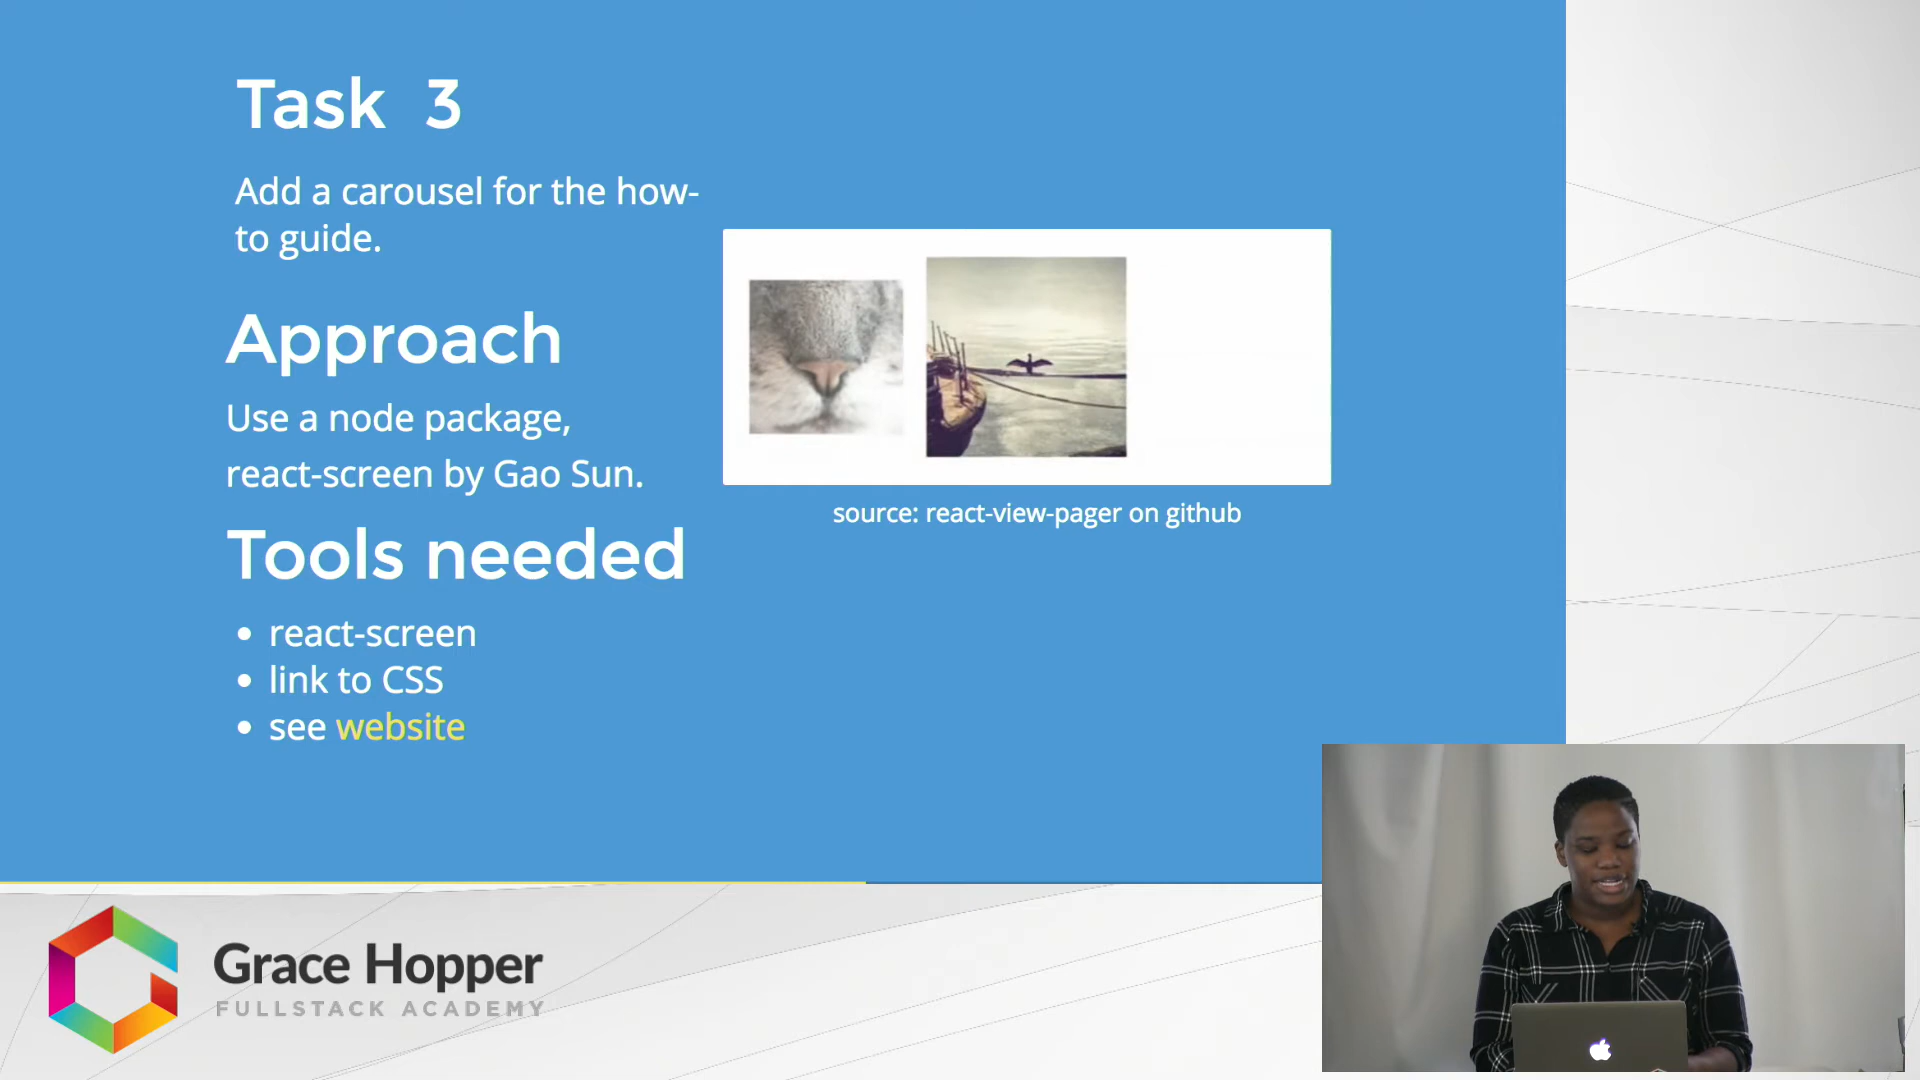 Task 3
Add a carousel for the how-
to guide.
Approach
Use a node package,
react-screen by Gao Sun.
Tools needed
• react-screen
• link to CSS
• see website
source: react-view-pager on github
Grace Hopper
FULLSTACK ACADEMY